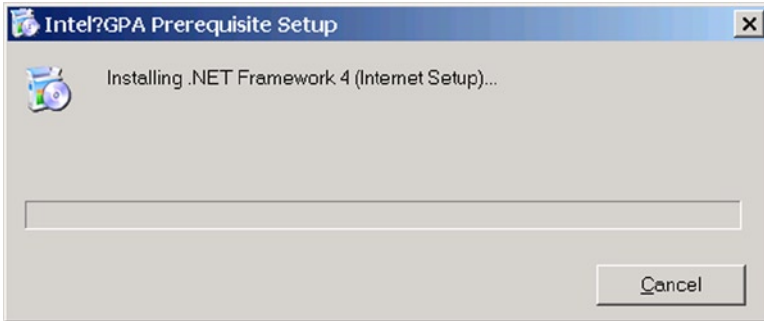 Intel?GPA Prerequisite Setup
Installing .NET Framework 4 (Internet Setup)...
Cancel